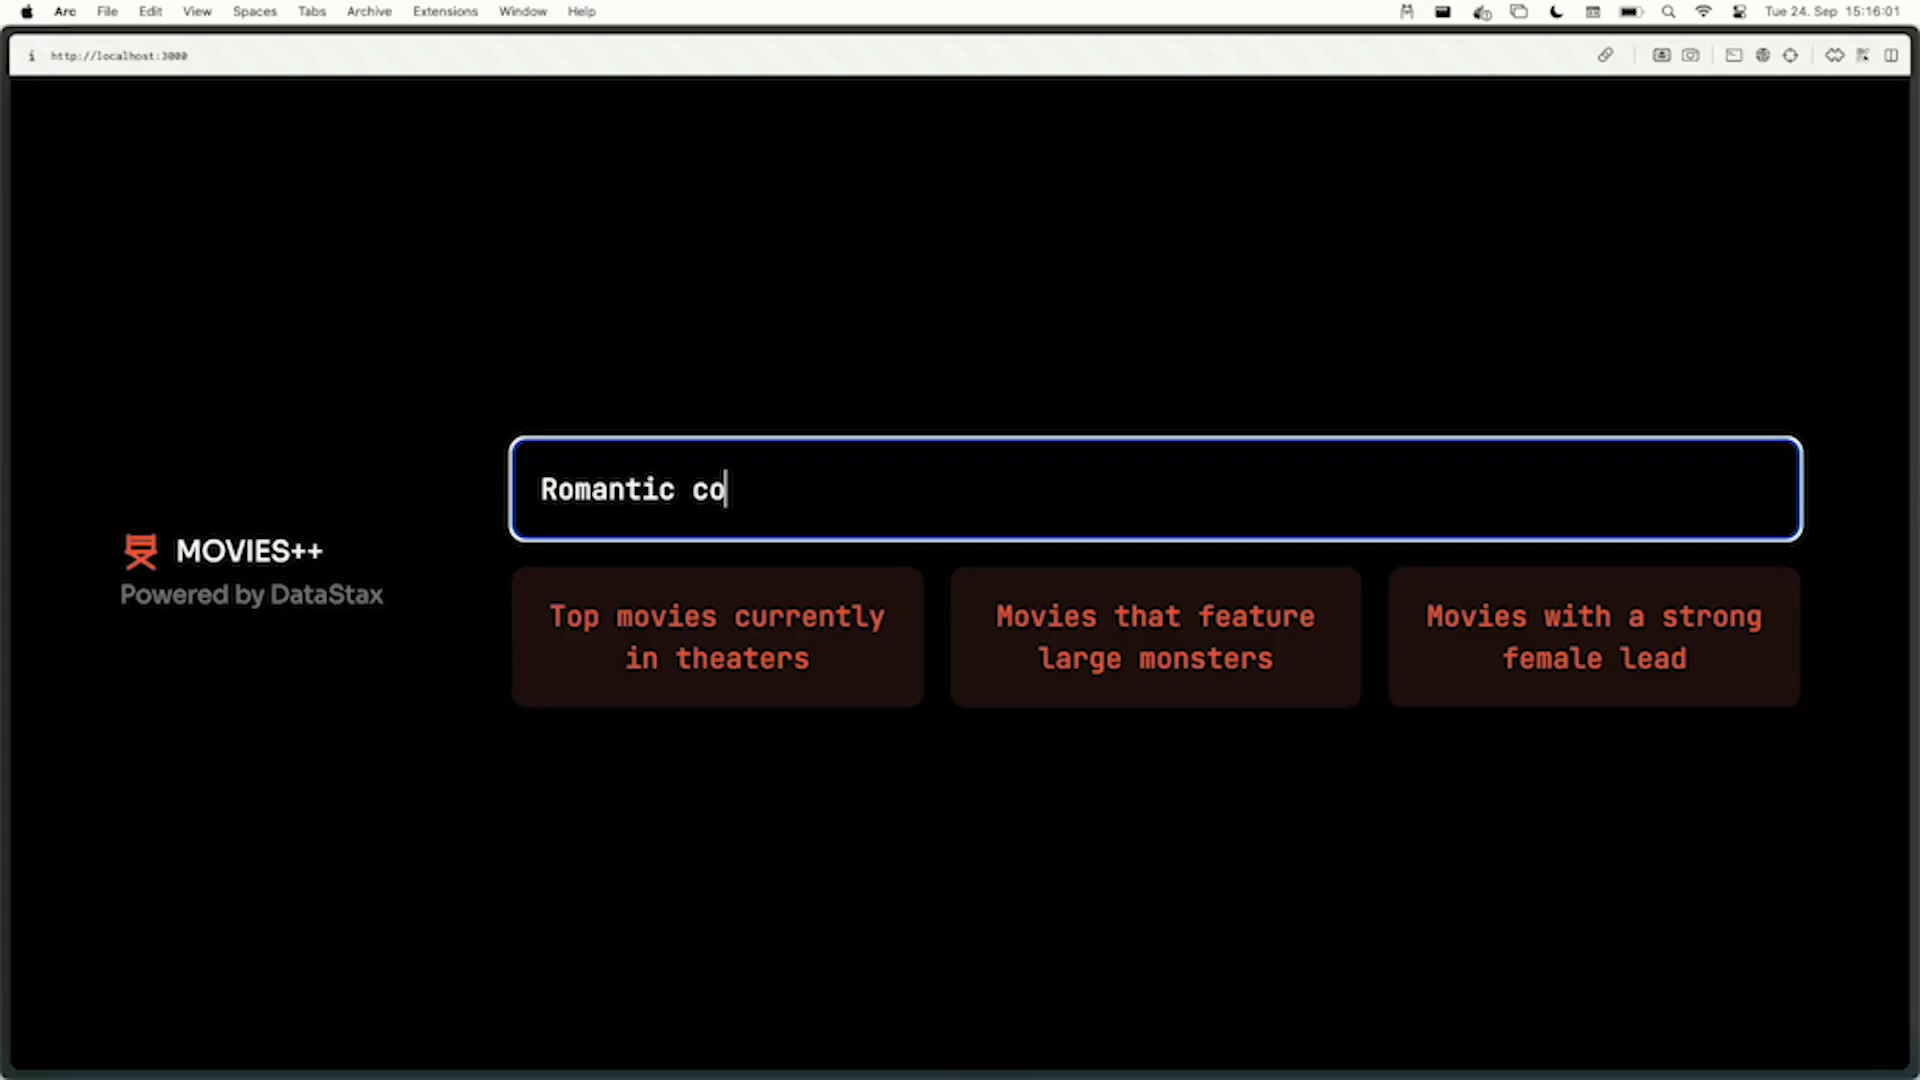 Arc File Edit View Spaces Tabs Archive Extensions Window Help Tue 24. Sep 15:16:01
http://localhost:3000
Romantic co
MOVIES++
Powered by DataStax
Top movies currently
in theaters
Movies that feature
large monsters
Movies with a strong
female lead